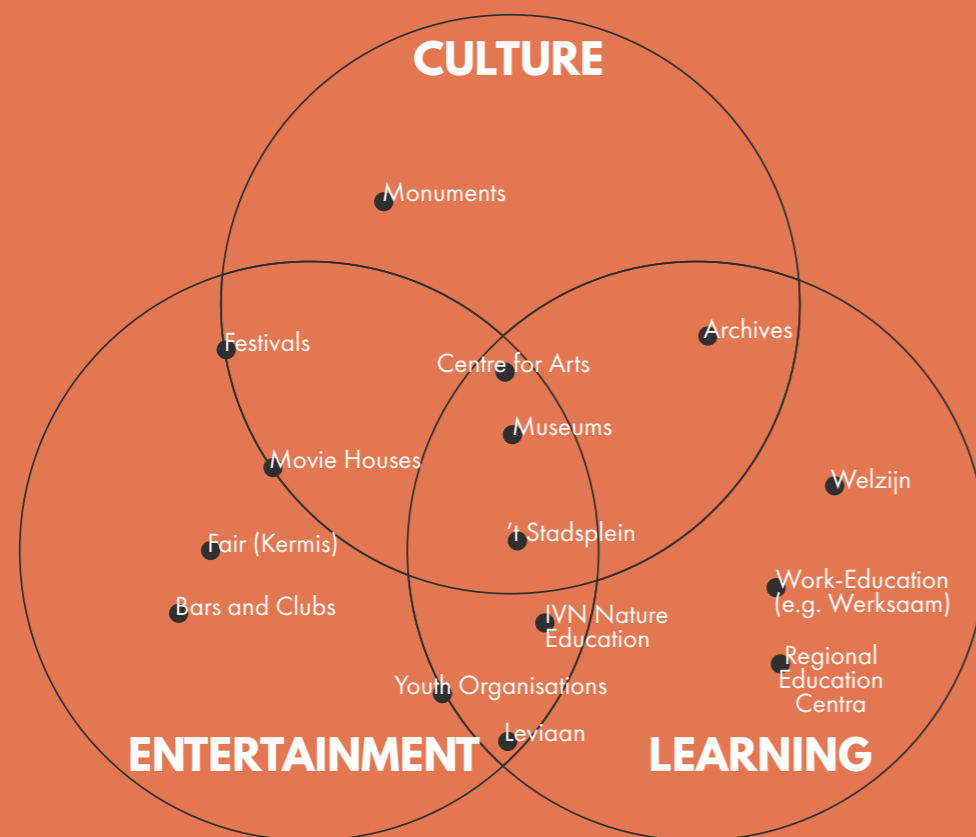 CULTURE
Monuments
Festivals
Archives
Centre for Arts
Museums
Movie Houses
Welzijn
‘t Stadsplein
Fair (Kermis)
Bars and Clubs
Work-Education
(e.g. Werksaam)
IVN Nature
Education
Regional
Education
Centra
Youth Organisations
Leviaan
ENTERTAINMENT
LEARNING